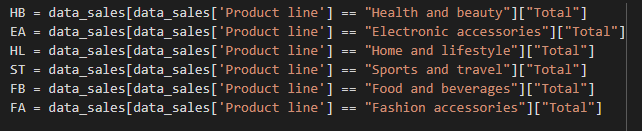 HB = data_sales[data_sales['Product line'] == "Health and beauty"]["Total"]
EA = data_sales[data_sales['Product line'] == "Electronic accessories"]["Total"]
HL = data_sales[data_sales['Product line'] == "Home and lifestyle"]["Total"]
ST = data_sales[data_sales['Product line'] == "Sports and travel"]["Total"]
FB = data_sales[data_sales['Product line'] == "Food and beverages"]["Total"]
FA = data_sales[data_sales['Product line'] == "Fashion accessories"]["Total"]